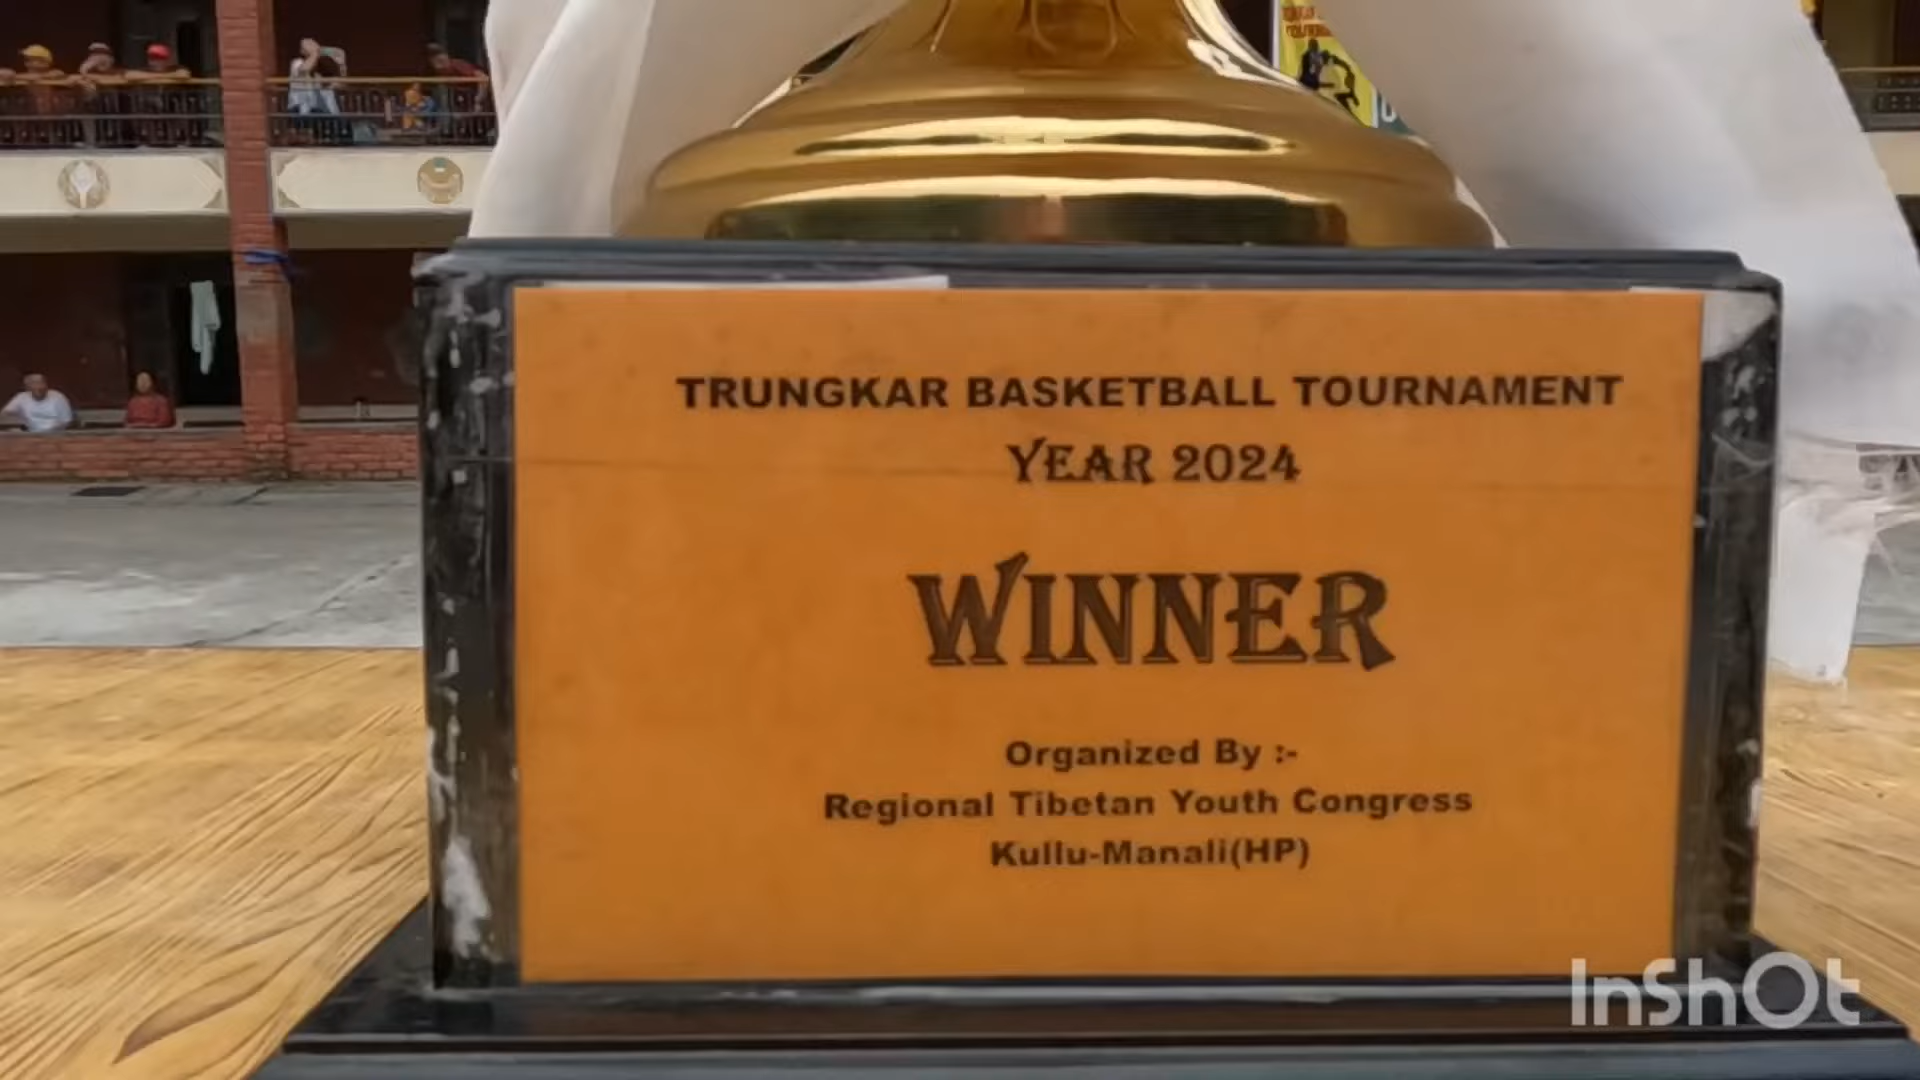 TRUNGKAR BASKETBALL TOURNAMENT
YEAR 2024
WINNER
Organized By :-
Regional Tibetan Youth Congress
Kullu-Manali(HP)
InShOt